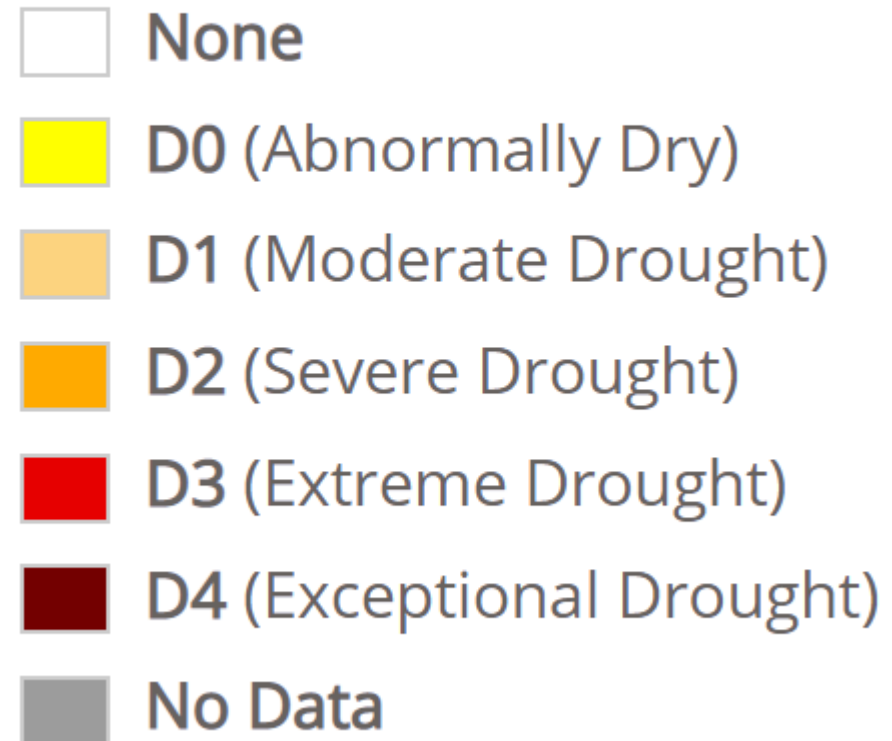 None
D0 (Abnormally Dry)
D1 (Moderate Drought)
D2 (Severe Drought)
D3 (Extreme Drought)
D4 (Exceptional Drought)
No Data